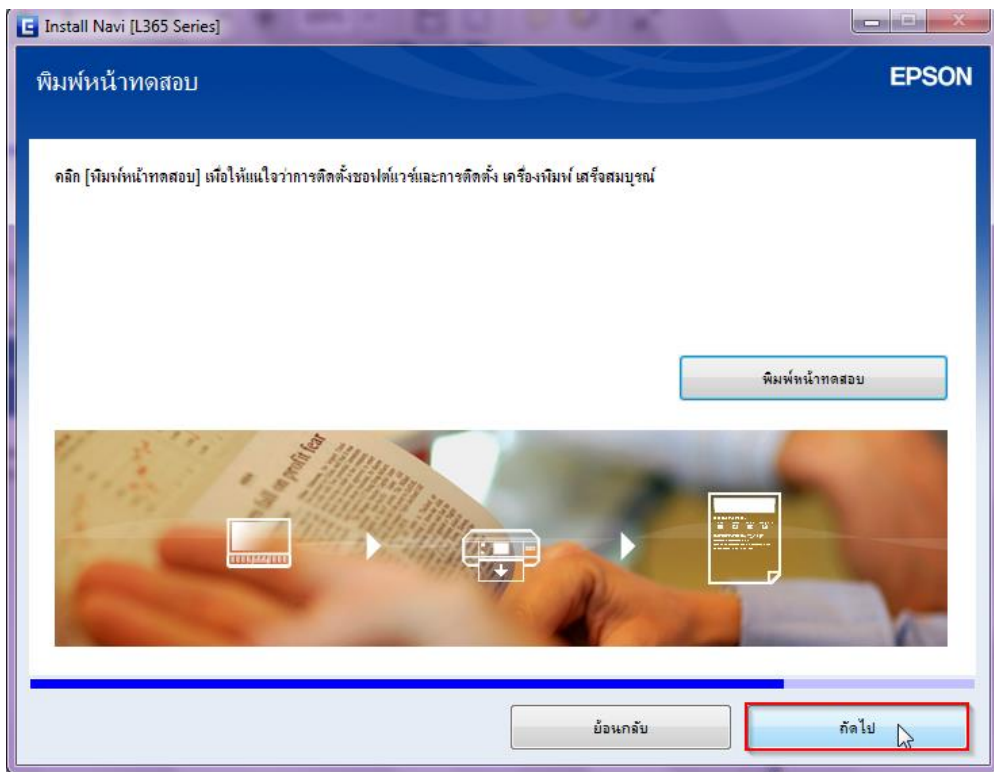 Install Navi [L365 Series]
พิมพ์หน้าทดสอบ
EPSON
คลิก [พิมพ์หน้าทดสอบ] เพื่อให้แน่ใจว่าการติดตั้งซอฟต์แวร์และการติดตั้ง เครื่องพิมพ์ เสร็จสมบูรณ์
พิมพ์หน้าทดสอบ
fall on profit fear
ย้อนกลับ
ถัดไป